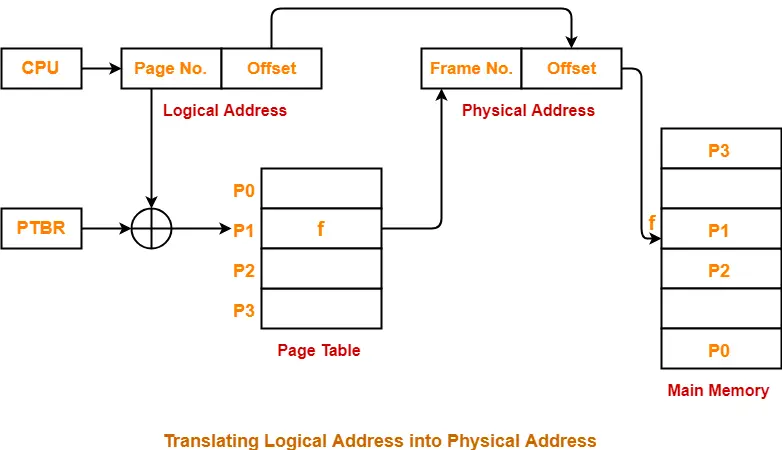 CPU
Page No.
Offset
Frame No.
Offset
Logical Address
Physical Address
P3
P0
PTBR
P1
f
f
P1
P2
P2
P3
P0
Page Table
Main Memory
Translating Logical Address into Physical Address